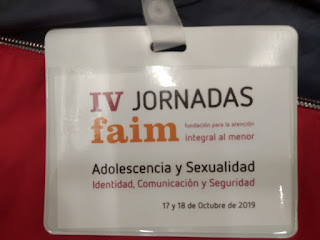 IV JORNADAS
faim fundación para la atención
integral al menor
Adolescencia y Sexualidad
Identidad, Comunicación y Seguridad
17 y 18 de Octubre de 2019